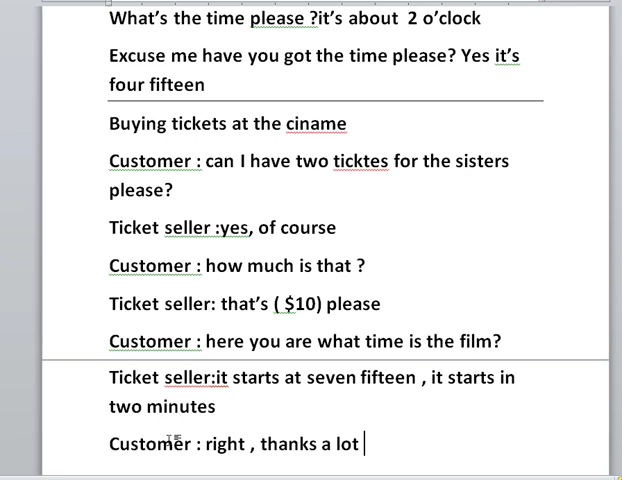 What's the time please ?it's about  2 o'clock
Excuse me have you got the time please? Yes it's
four fifteen
Buying tickets at the ciname
Customer : can I have two ticktes for the sisters
please?
Ticket seller :yes, of course
Customer : how much is that ?
Ticket seller: that's ( $10) please
Customer : here you are what time is the film?
Ticket seller:it starts at seven fifteen , it starts in
two minutes
Customer : right , thanks a lot